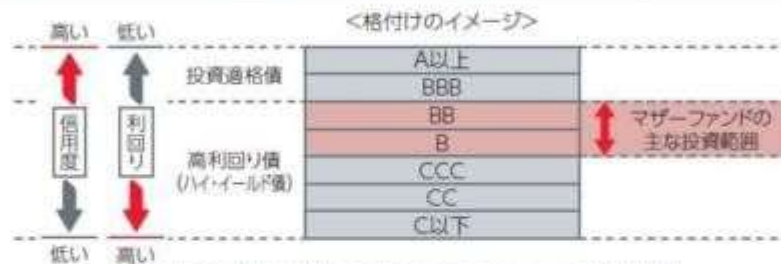 <格付けのイメージ>
高い 低い
投資適格債
A以上
BBB
BB
B
CCC
CC
C以下
信用度
利回り
高利回り債
(ハイ・イールド債)
マザーファンドの
主な投資範囲
低い 高い